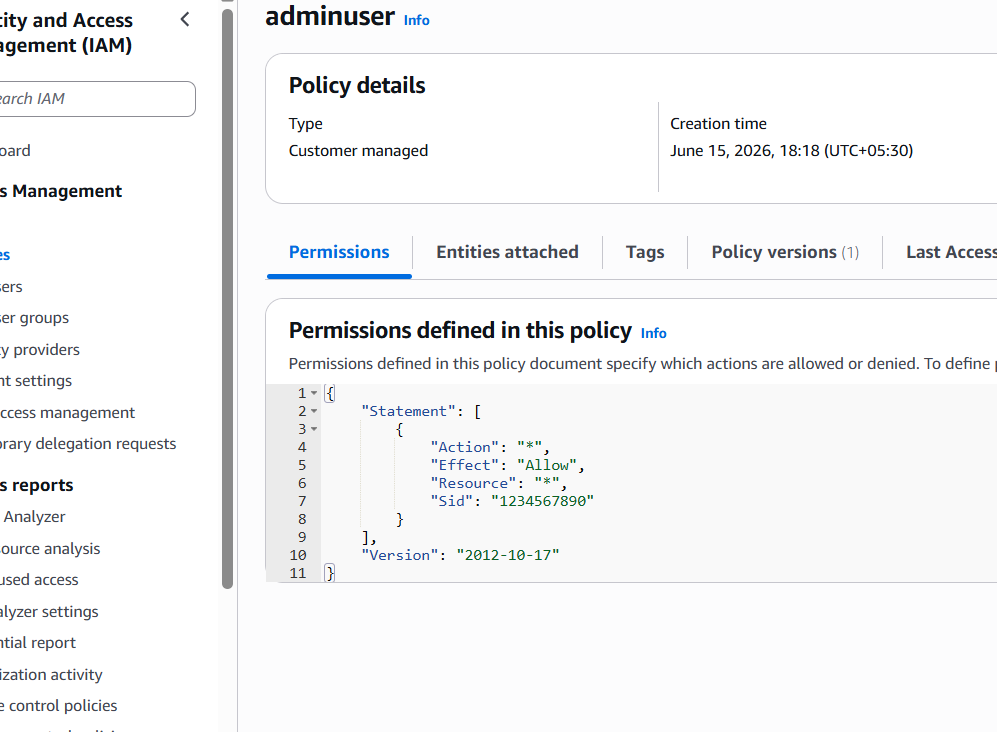 tity and Access
agement (IAM)
earch IAM
oard
s Management
es
sers
ser groups
ty providers
nt settings
ccess management
orary delegation requests
s reports
Analyzer
source analysis
used access
alyzer settings
ntial report
ization activity
e control policies
adminuser Info
Policy details
Type
Customer managed
Creation time
June 15, 2026, 18:18 (UTC+05:30)
Permissions
Entities attached
Tags
Policy versions (1)
Last Access
Permissions defined in this policy Info
Permissions defined in this policy document specify which actions are allowed or denied. To define
1 {
2 "Statement": [
3 {
4 "Action": "*",
5 "Effect": "Allow",
6 "Resource": "*",
7 "Sid": "1234567890"
8 }
9 ],
10 "Version": "2012-10-17"
11 }